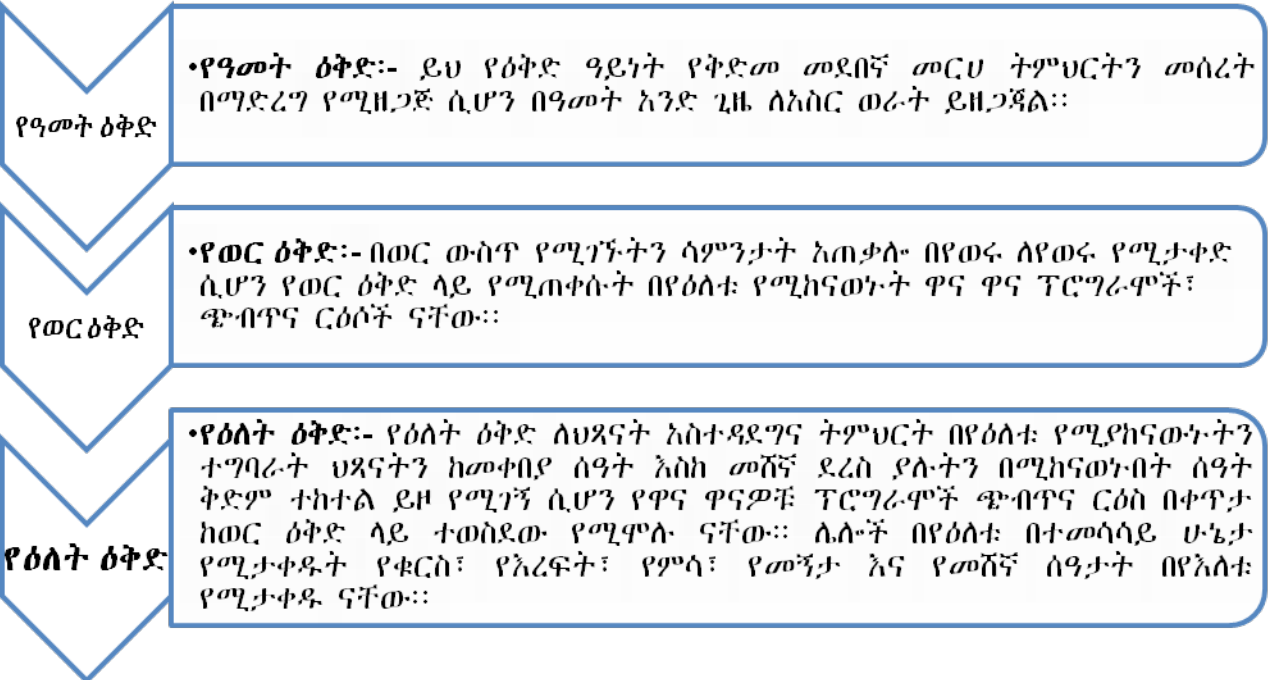 የዓመት ዕቅድ
•የዓመት ዕቅድ፡- ይህ የዕቅድ ዓይነት የቅድመ መደበኛ መርሀ ትምህርትን መሰረት
በማድረግ የሚዘጋጅ ሲሆን በዓመት አንድ ጊዜ ለአስር ወራት ይዘጋጃል፡፡
የወር ዕቅድ
•የወር ዕቅድ፡- በወር ውስጥ የሚገኙትን ሳምንታት አጠቃሎ በየወሩ ለየወሩ የሚታቀድ
ሲሆን የወር ዕቅድ ላይ የሚጠቀሱት በየዕለቱ የሚከናወኑት ዋና ዋና ፕሮግራሞች፣
ጭብጥና ርዕሶች ናቸው፡፡
የዕለት ዕቅድ
•የዕለት ዕቅድ፡- የዕለት ዕቅድ ለህጻናት አስተዳደግና ትምህርት በየዕለቱ የሚያከናውኑትን
ተግባራት ህጻናትን ከመቀበያ ሰዓት እስከ መሸኛ ደረስ ያሉትን በሚከናወኑበት ሰዓት
ቅድም ተከተል ይዞ የሚገኝ ሲሆን የዋና ዋናዎቹ ፕሮግራሞች ጭብጥና ርዕስ በቀጥታ
ከወር ዕቅድ ላይ ተወስደው የሚሞሉ ናቸው፡፡ ሌሎች በየዕለቱ በተመሳሳይ ሁኔታ
የሚታቀዱት የቁርስ፣ የእረፍት፣ የምሳ፣ የመኝታ እና የመሸኛ ሰዓታት በየእለቱ
የሚታቀዱ ናቸው፡፡